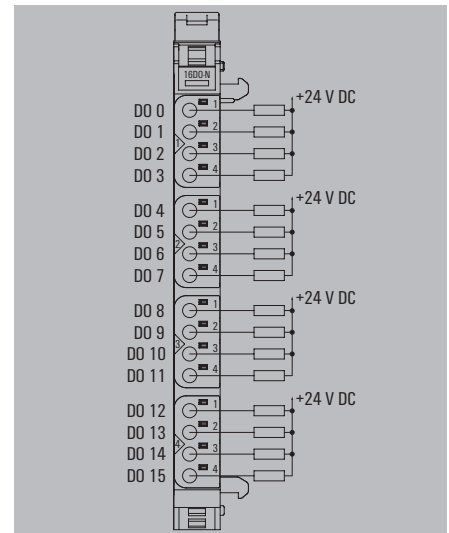 16DO-N
+24 V DC
DO 0 1
DO 1 2
1
DO 2 3
DO 3 4
+24 V DC
DO 4 1
DO 5 2
2
DO 6 3
DO 7 4
+24 V DC
DO 8 1
DO 9 2
3
DO 10 3
DO 11 4
+24 V DC
DO 12 1
DO 13 2
4
DO 14 3
DO 15 4